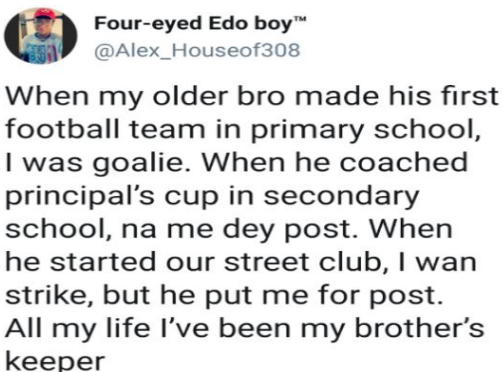 Four-eyed Edo boy™
@Alex_Houseof308
When my older bro made his first
football team in primary school,
I was goalie. When he coached
principal's cup in secondary
school, na me dey post. When
he started our street club, I wan
strike, but he put me for post.
All my life I've been my brother's
keeper